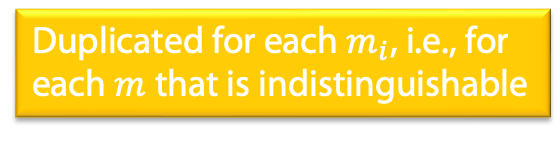 Duplicated for each 𝑚ᵢ, i.e., for
each 𝑚 that is indistinguishable